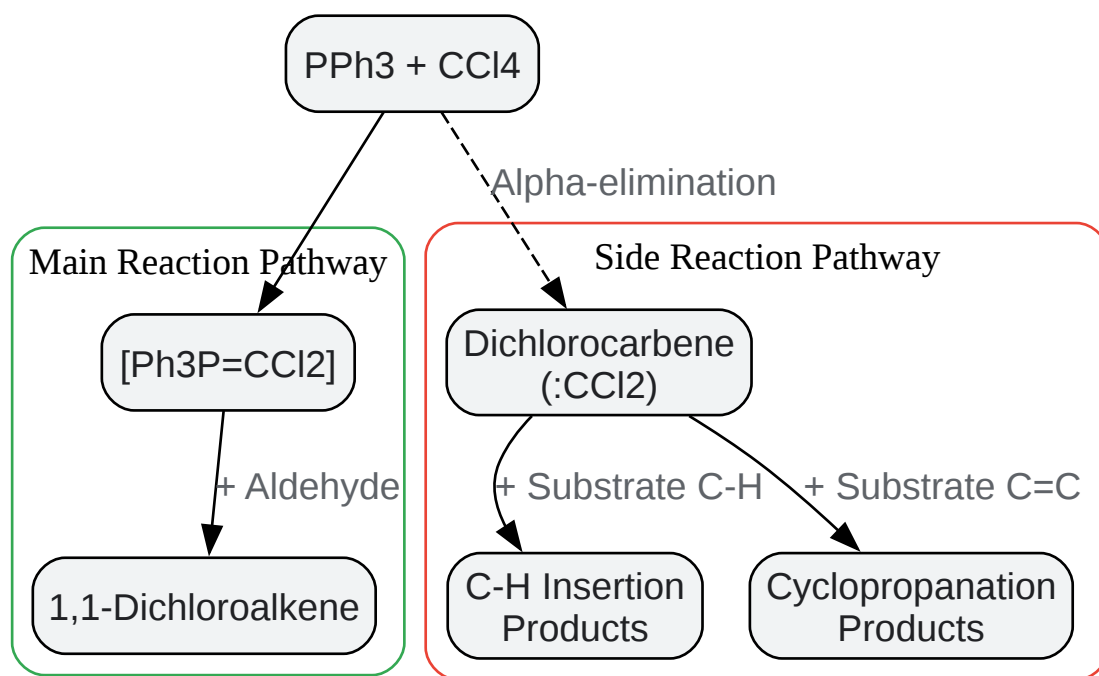 PPh3 + CCl4
Alpha-elimination
Main Reaction Pathway
Side Reaction Pathway
[Ph3P=CCl2]
Dichlorocarbene
(:CCl2)
+ Aldehyde
+ Substrate C-H
+ Substrate C=C
1,1-Dichloroalkene
C-H Insertion
Products
Cyclopropanation
Products